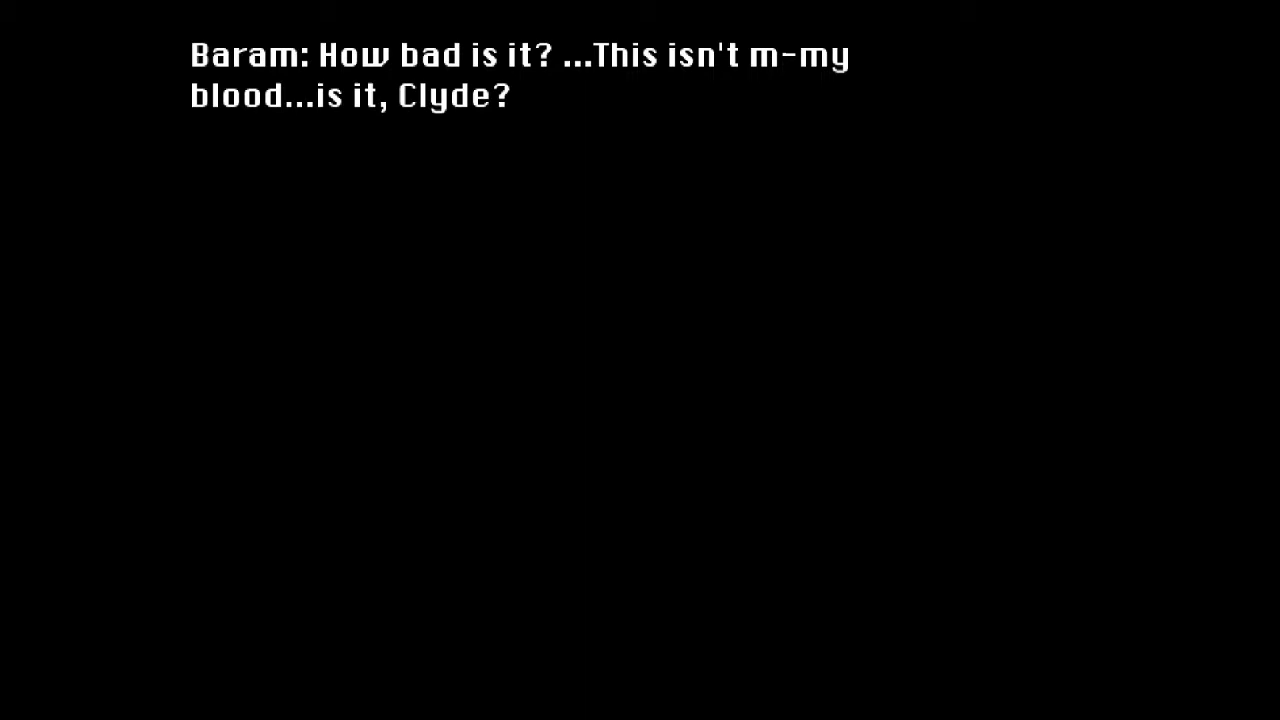 Baram: How bad is it? ...This isn't m-my
blood...is it, Clyde?